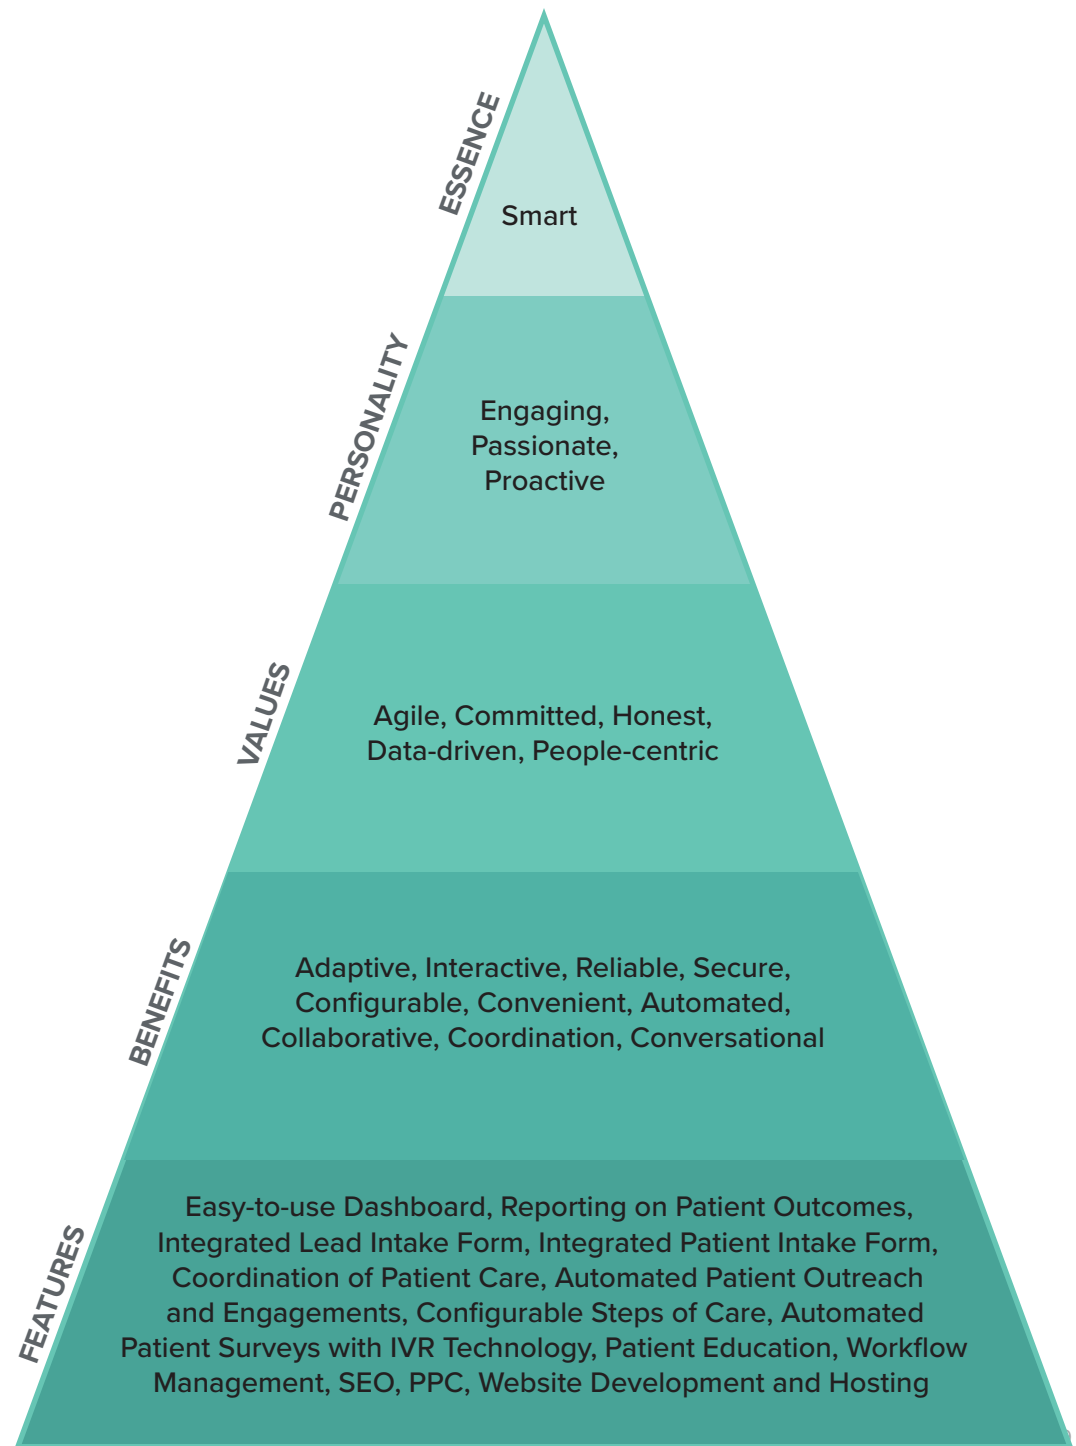 ESSENCE
Smart
PERSONALITY
Engaging,
Passionate,
Proactive
VALUES
Agile, Committed, Honest,
Data-driven, People-centric
BENEFITS
Adaptive, Interactive, Reliable, Secure,
Configurable, Convenient, Automated,
Collaborative, Coordination, Conversational
FEATURES
Easy-to-use Dashboard, Reporting on Patient Outcomes,
Integrated Lead Intake Form, Integrated Patient Intake Form,
Coordination of Patient Care, Automated Patient Outreach
and Engagements, Configurable Steps of Care, Automated
Patient Surveys with IVR Technology, Patient Education, Workflow
Management, SEO, PPC, Website Development and Hosting